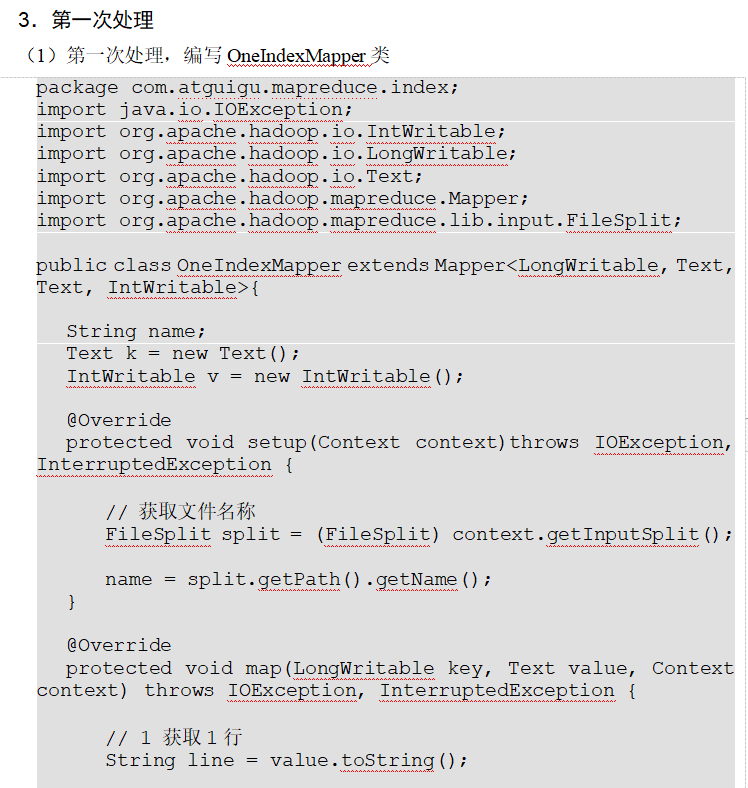 3．第一次处理
（1）第一次处理，编写 OneIndexMapper 类
package com.atguigu.mapreduce.index;
import java.io.IOException;
import org.apache.hadoop.io.IntWritable;
import org.apache.hadoop.io.LongWritable;
import org.apache.hadoop.io.Text;
import org.apache.hadoop.mapreduce.Mapper;
import org.apache.hadoop.mapreduce.lib.input.FileSplit;
public class OneIndexMapper extends Mapper<LongWritable, Text,
Text, IntWritable>{
String name;
Text k = new Text();
IntWritable v = new IntWritable();
@Override
protected void setup(Context context)throws IOException,
InterruptedException {
// 获取文件名称
FileSplit split = (FileSplit) context.getInputSplit();
name = split.getPath().getName();
}
@Override
protected void map(LongWritable key, Text value, Context
context) throws IOException, InterruptedException {
// 1 获取 1 行
String line = value.toString();